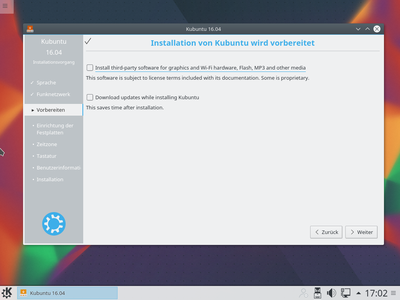 Kubuntu 16.04
Kubuntu
16.04
Installationsvorgang
✓ Sprache
✓ Funknetzwerk
▸ Vorbereiten
• Einrichtung der
Festplatten
• Zeitzone
• Tastatur
• Benutzerinformat
• Installation
Installation von Kubuntu wird vorbereitet
Install third-party software for graphics and Wi-Fi hardware, Flash, MP3 and other media
This software is subject to license terms included with its documentation. Some is proprietary.
Download updates while installing Kubuntu
This saves time after installation.
Zurück
Weiter
Kubuntu 16.04
17:02